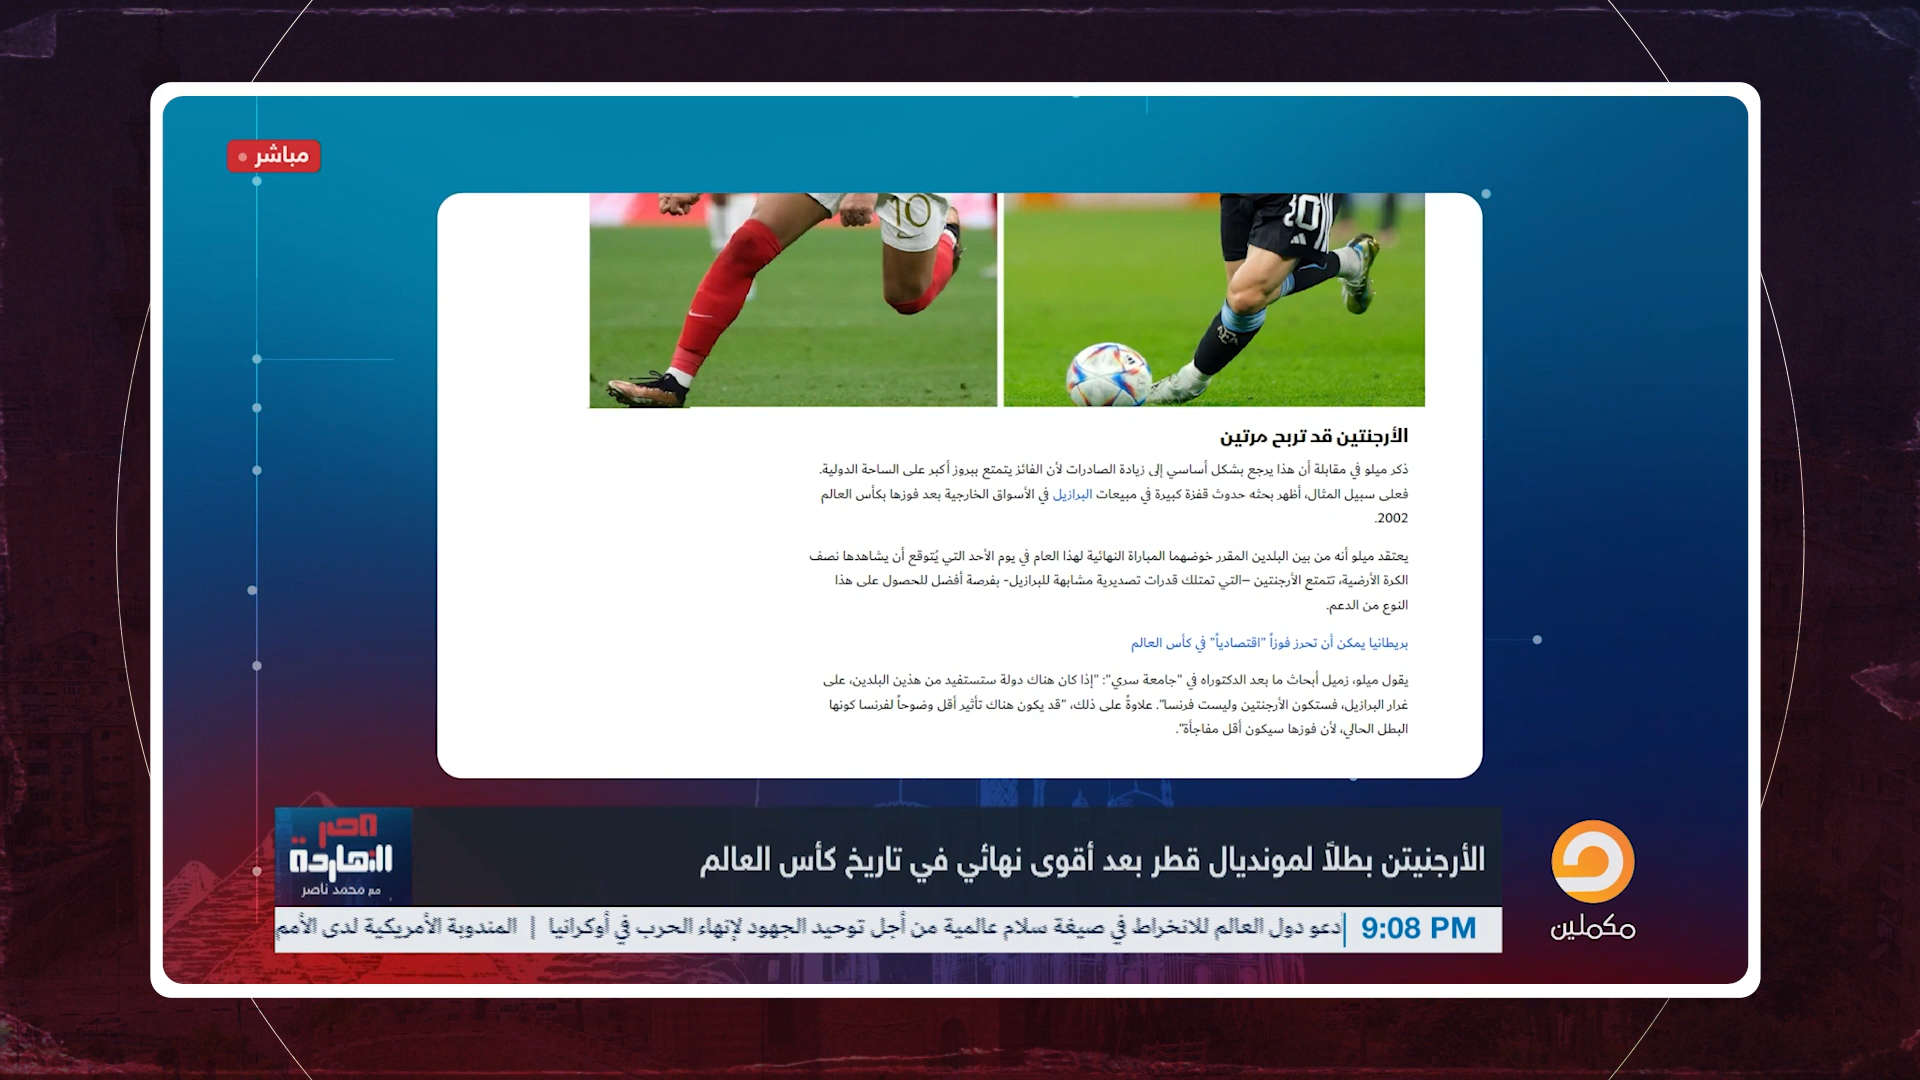 مباشر
10
10
AFA
الأرجنتين قد تربح مرتين
ذكر ميلو في مقابلة أن هذا يرجع بشكل أساسي إلى زيادة الصادرات لأن الفائز يتمتع ببروز أكبر على الساحة الدولية.
فعلى سبيل المثال، أظهر بحثه حدوث قفزة كبيرة في مبيعات البرازيل في الأسواق الخارجية بعد فوزها بكأس العالم
2002.
يعتقد ميلو أنه من بين البلدين المقرر خوضهما المباراة النهائية لهذا العام في يوم الأحد التي يُتوقع أن يشاهدها نصف
الكرة الأرضية، تتمتع الأرجنتين –التي تمتلك قدرات تصديرية مشابهة للبرازيل- بفرصة أفضل للحصول على هذا
النوع من الدعم.
بريطانيا يمكن أن تحرز فوزاً "اقتصادياً" في كأس العالم
يقول ميلو، زميل أبحاث ما بعد الدكتوراه في "جامعة سري": "إذا كان هناك دولة ستستفيد من هذين البلدين، على
غرار البرازيل، فستكون الأرجنتين وليست فرنسا". علاوةً على ذلك، "قد يكون هناك تأثير أقل وضوحاً لفرنسا كونها
البطل الحالي، لأن فوزها سيكون أقل مفاجأة".
مصر
النهاردة
مع محمد ناصر
الأرجنيتن بطلاً لمونديال قطر بعد أقوى نهائي في تاريخ كأس العالم
9:08 PM
دعو دول العالم للانخراط في صيغة سلام عالمية من أجل توحيد الجهود لإنهاء الحرب في أوكرانيا | المندوبة الأمريكية لدى الأمم
مكملين